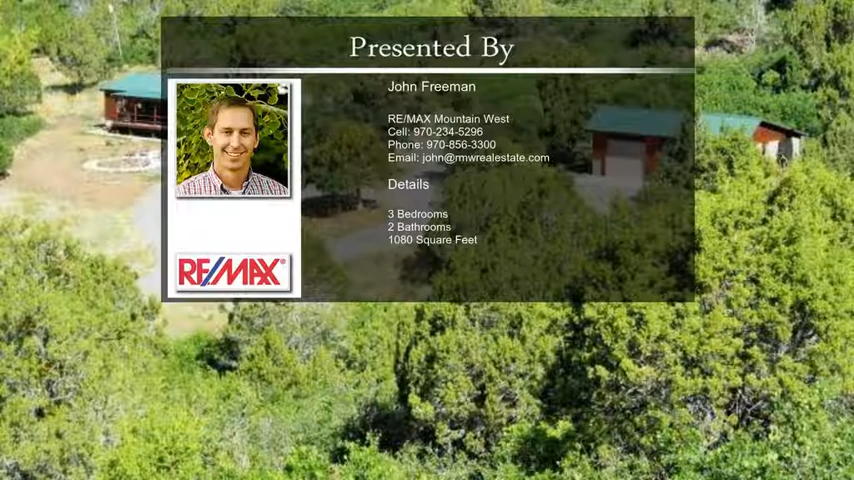 Presented By
John Freeman
RE/MAX Mountain West
Cell: 970-234-5296
Phone: 970-856-3300
Email: john@rmwrealestate.com
Details
3 Bedrooms
2 Bathrooms
1080 Square Feet
RE/MAX®